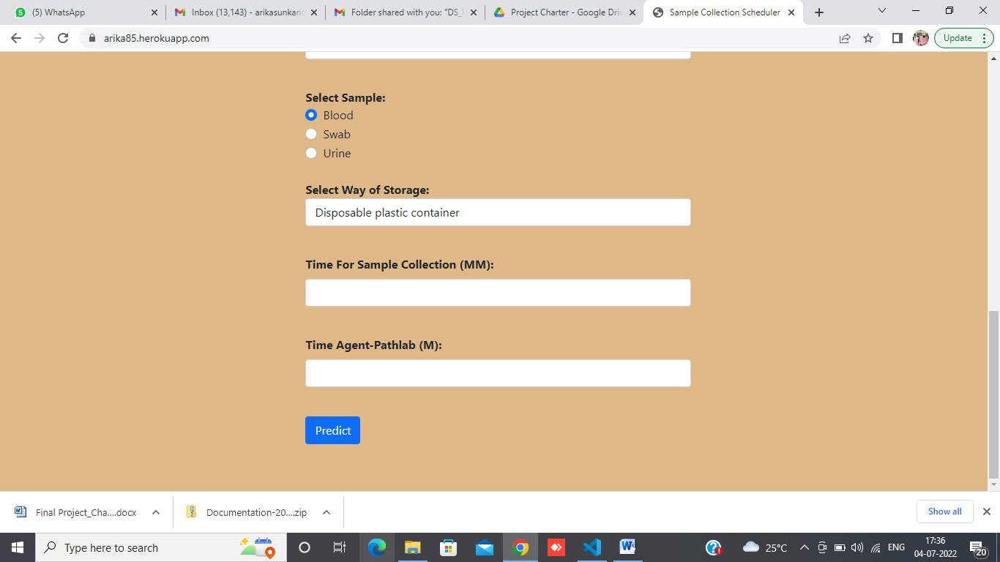 (5) WhatsApp
Inbox (13,143) - arikasunkari
Folder shared with you: "DS_
Project Charter - Google Driv
Sample Collection Scheduler
arika85.herokuapp.com
Update
Select Sample:
Blood
Swab
Urine
Select Way of Storage:
Disposable plastic container
Time For Sample Collection (MM):
Time Agent-Pathlab (M):
Predict
Final Project_Cha....docx
Documentation-20....zip
Show all
Type here to search
25°C
ENG
17:36
04-07-2022
20